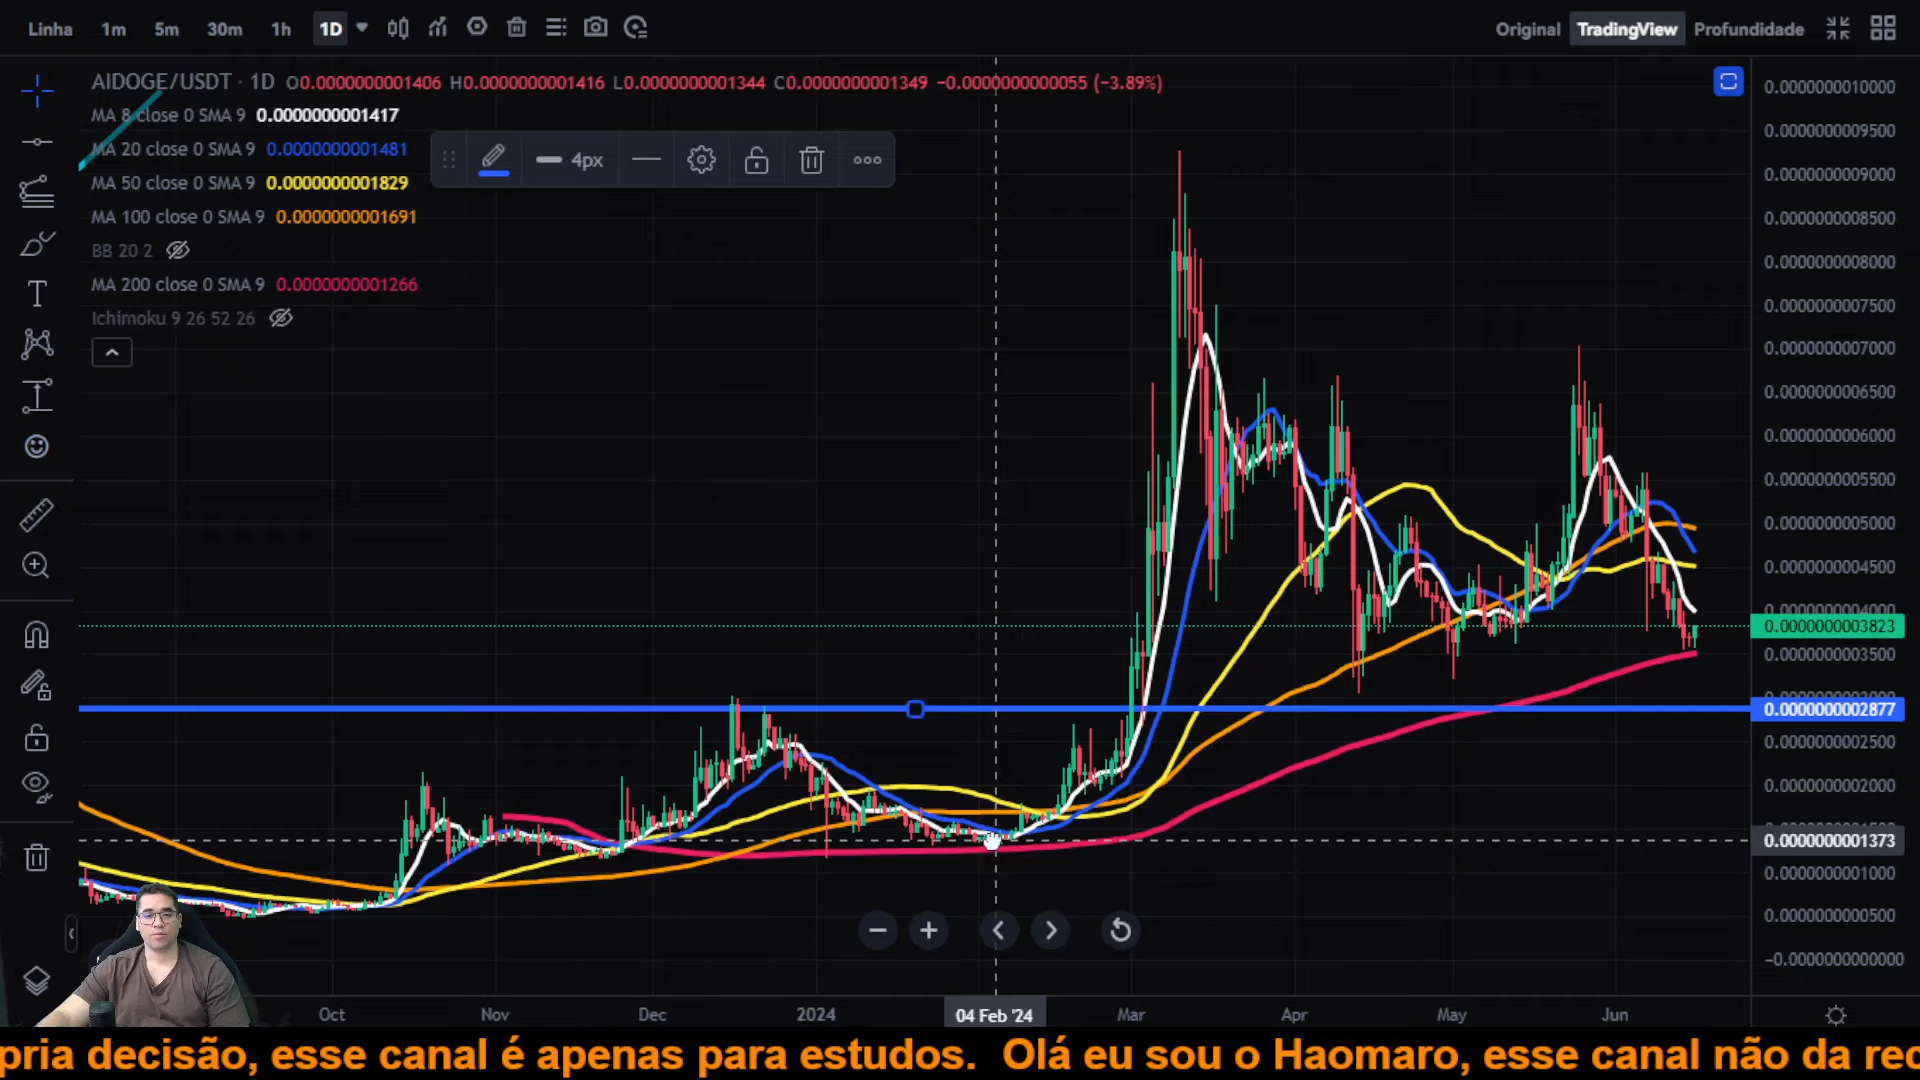 Linha 1m 5m 30m 1h 1D Original TradingView Profundidade
AIDOGE/USDT · 1D O0.0000000001406 H0.0000000001416 L0.0000000001344 C0.0000000001349 −0.0000000000055 (−3.89%)
MA 8 close 0 SMA 9 0.0000000001417
MA 20 close 0 SMA 9 0.0000000001481
4px
MA 50 close 0 SMA 9 0.0000000001829
MA 100 close 0 SMA 9 0.0000000001691
BB 20 2
MA 200 close 0 SMA 9 0.0000000001266
Ichimoku 9 26 52 26
0.0000000010000
0.0000000009500
0.0000000009000
0.0000000008500
0.0000000008000
0.0000000007500
0.0000000007000
0.0000000006500
0.0000000006000
0.0000000005500
0.0000000005000
0.0000000004500
0.0000000004000
0.0000000003823
0.0000000003500
0.0000000002877
0.0000000002500
0.0000000002000
0.0000000001373
0.0000000001000
0.0000000000500
−0.0000000000000
Oct Nov Dec 2024 04 Feb '24 Mar Apr May Jun
pria decisão, esse canal é apenas para estudos. Olá eu sou o Haomaro, esse canal não da rec